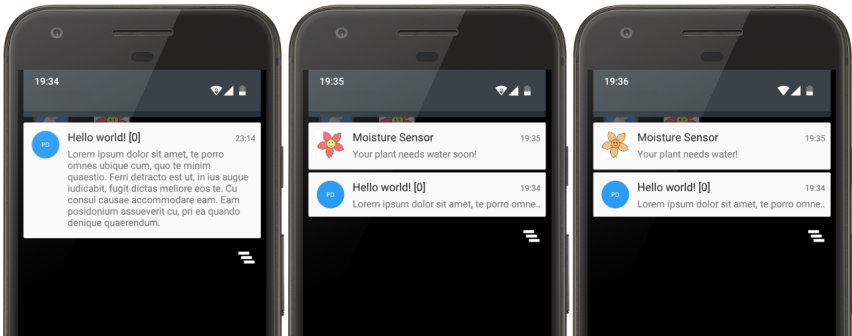 19:34
PD
Hello world! [0]
23:14
Lorem ipsum dolor sit amet, te porro
omnes ubique cum, quo te minim
quaestio. Ferri detracto est ut, in ius augue
iudicabit, fugit dictas meliore eos te. Cu
consul causae accommodare eam. Eam
posidonium assueverit cu, pri ea quando
denique quaerendum.
19:35
Moisture Sensor
19:35
Your plant needs water soon!
PD
Hello world! [0]
19:34
Lorem ipsum dolor sit amet, te porro omne..
19:36
Moisture Sensor
19:35
Your plant needs water!
PD
Hello world! [0]
19:34
Lorem ipsum dolor sit amet, te porro omne..